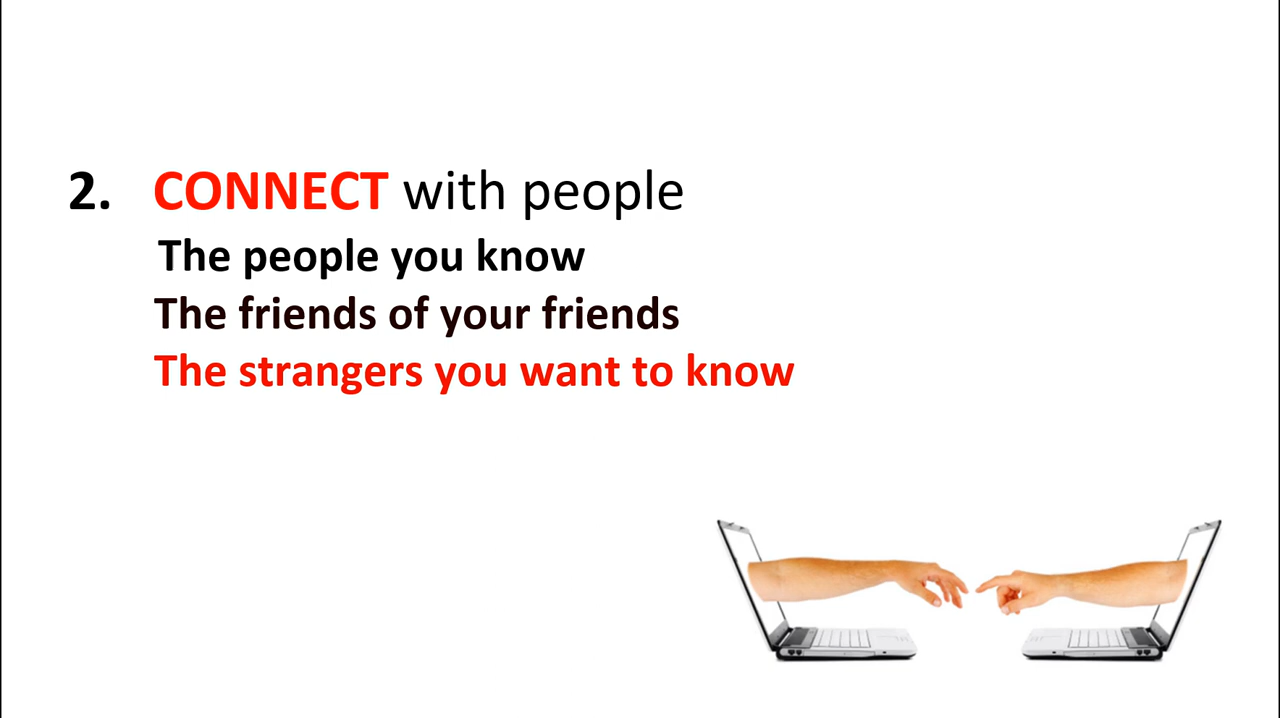 2. CONNECT with people
The people you know
The friends of your friends
The strangers you want to know